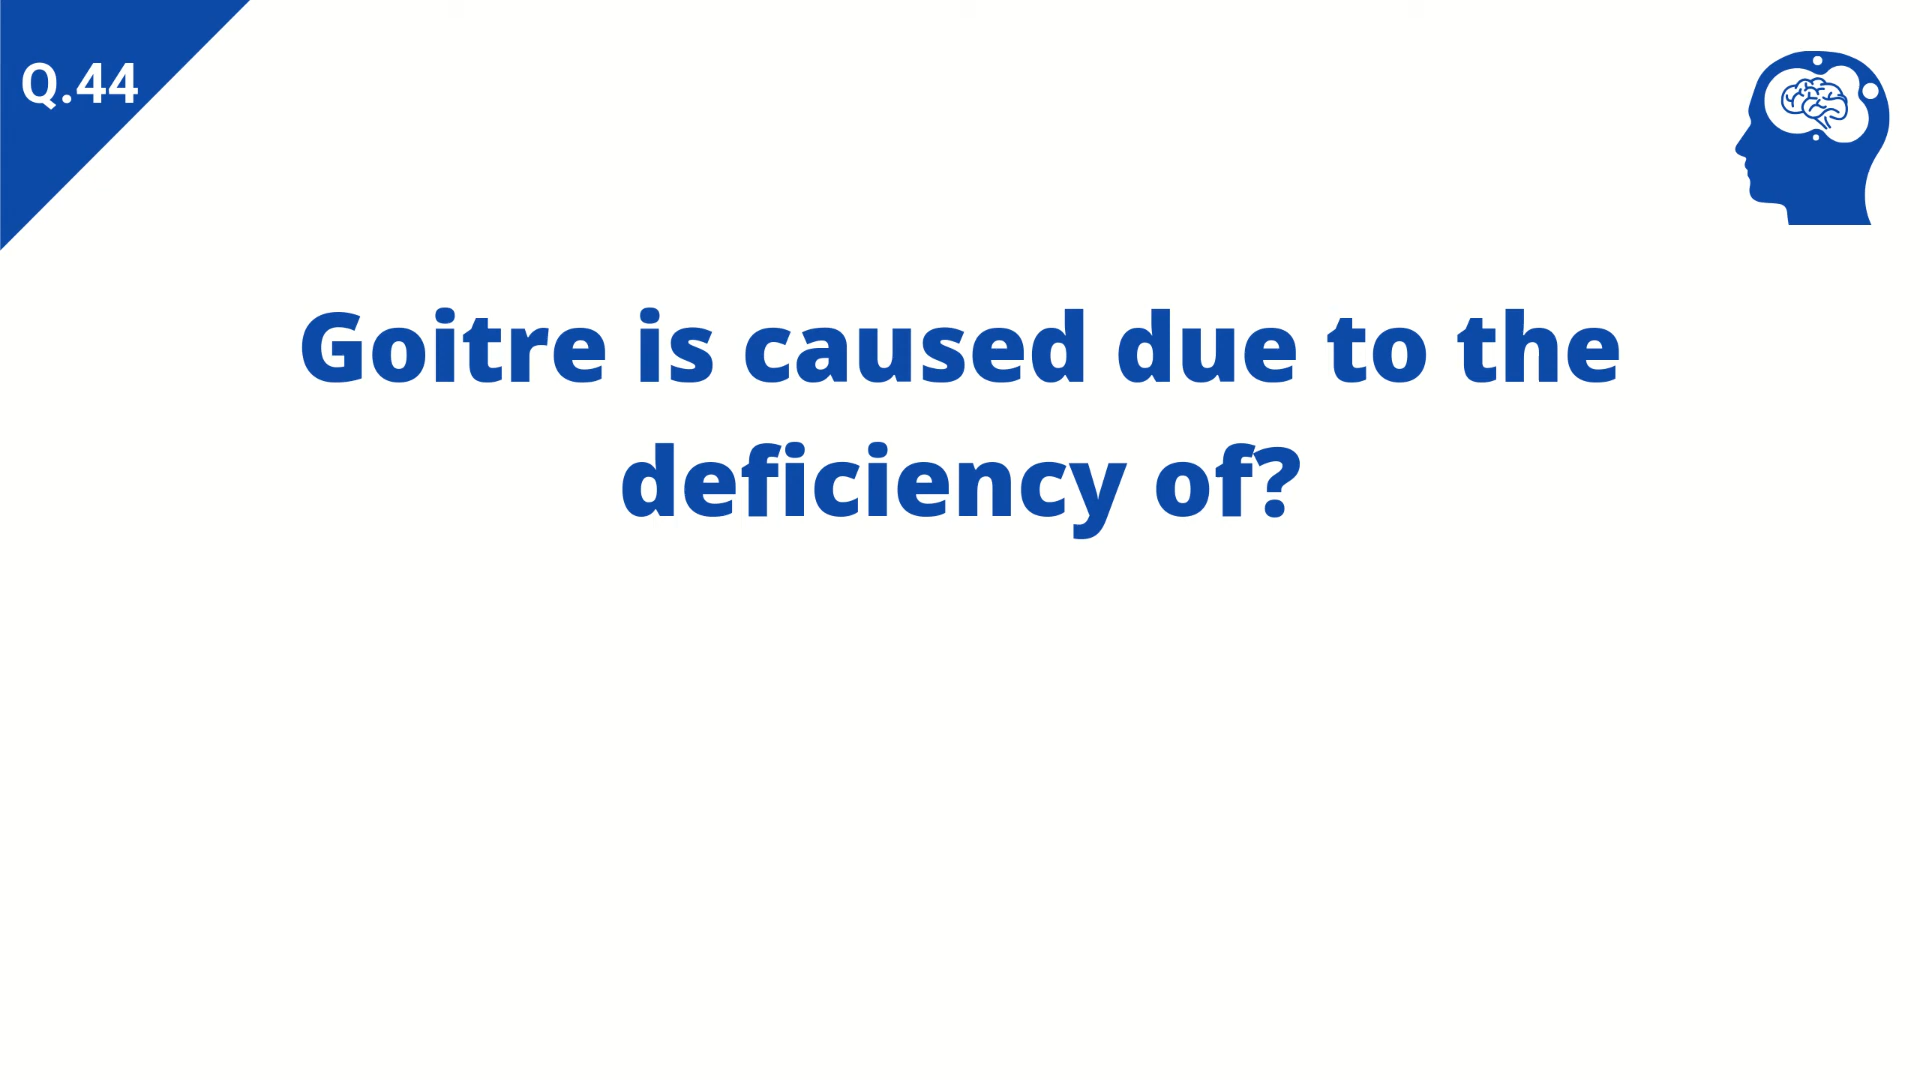 Q.44
Goitre is caused due to the
deficiency of?